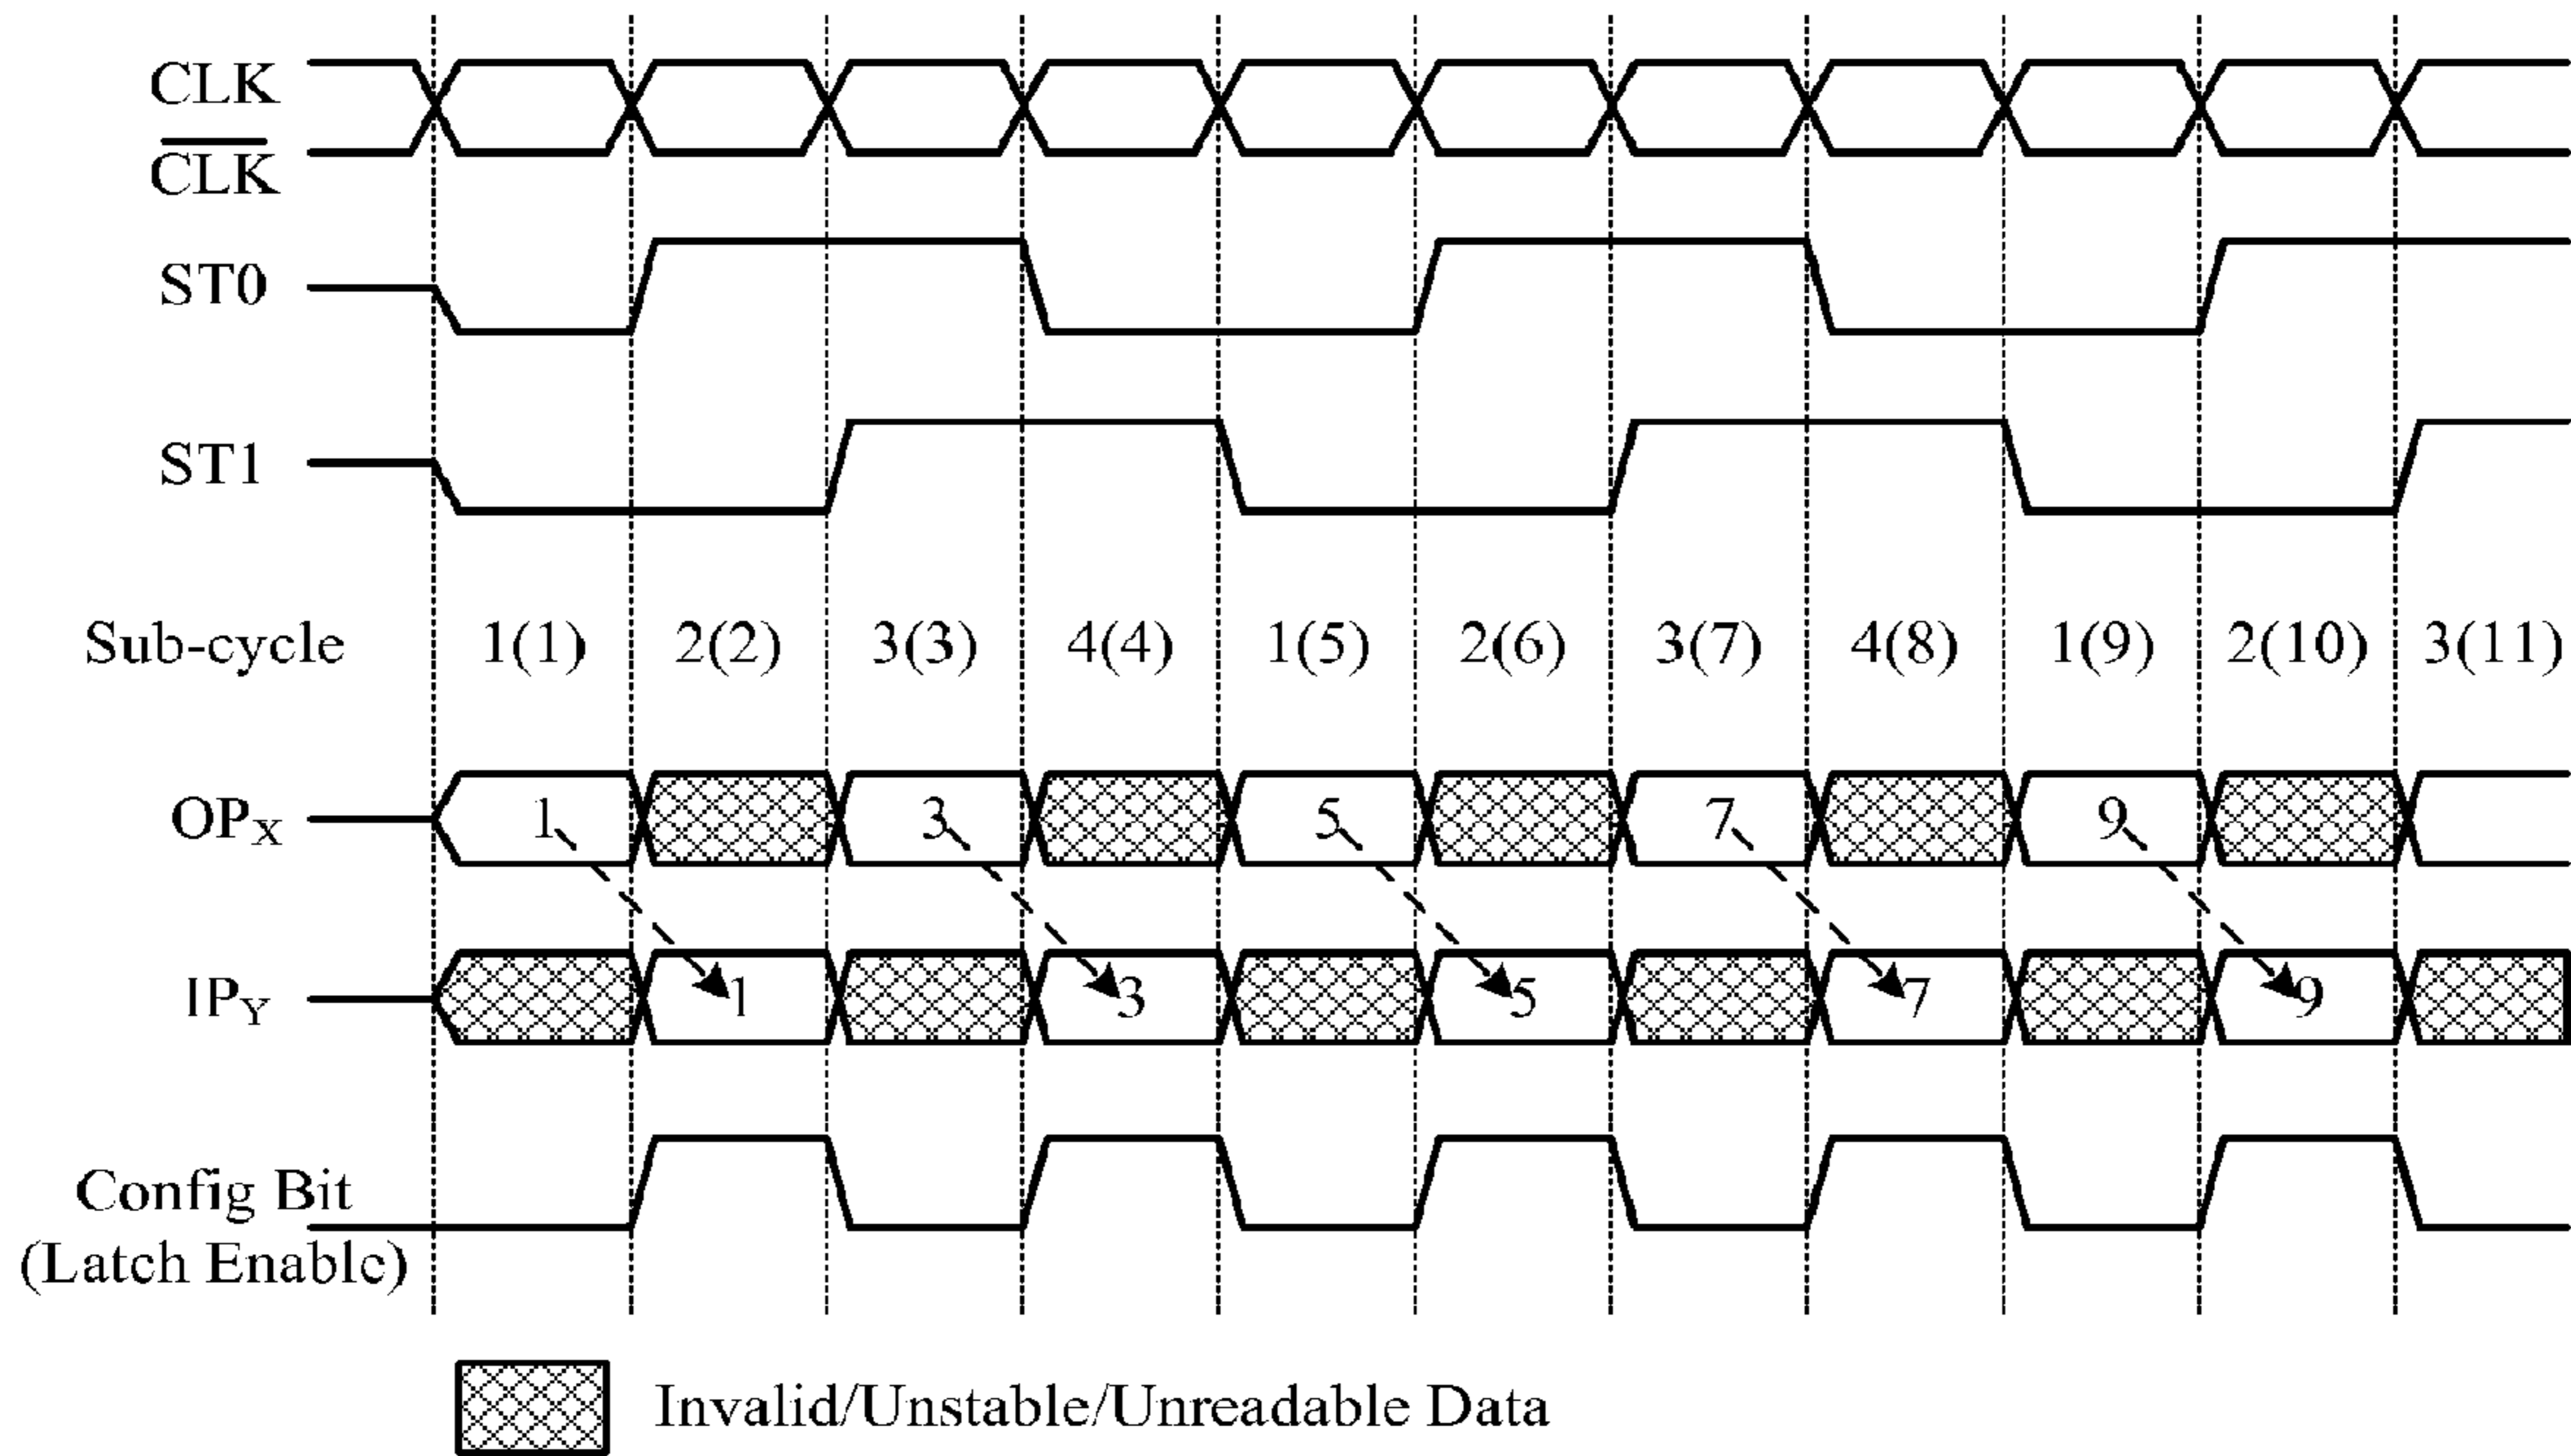 CLK
CLK
ST0
ST1
Sub-cycle 1(1) 2(2) 3(3) 4(4) 1(5) 2(6) 3(7) 4(8) 1(9) 2(10) 3(11)
OPX 1 3 5 7 9
IPY 1 3 5 7 9
Config Bit
(Latch Enable)
Invalid/Unstable/Unreadable Data